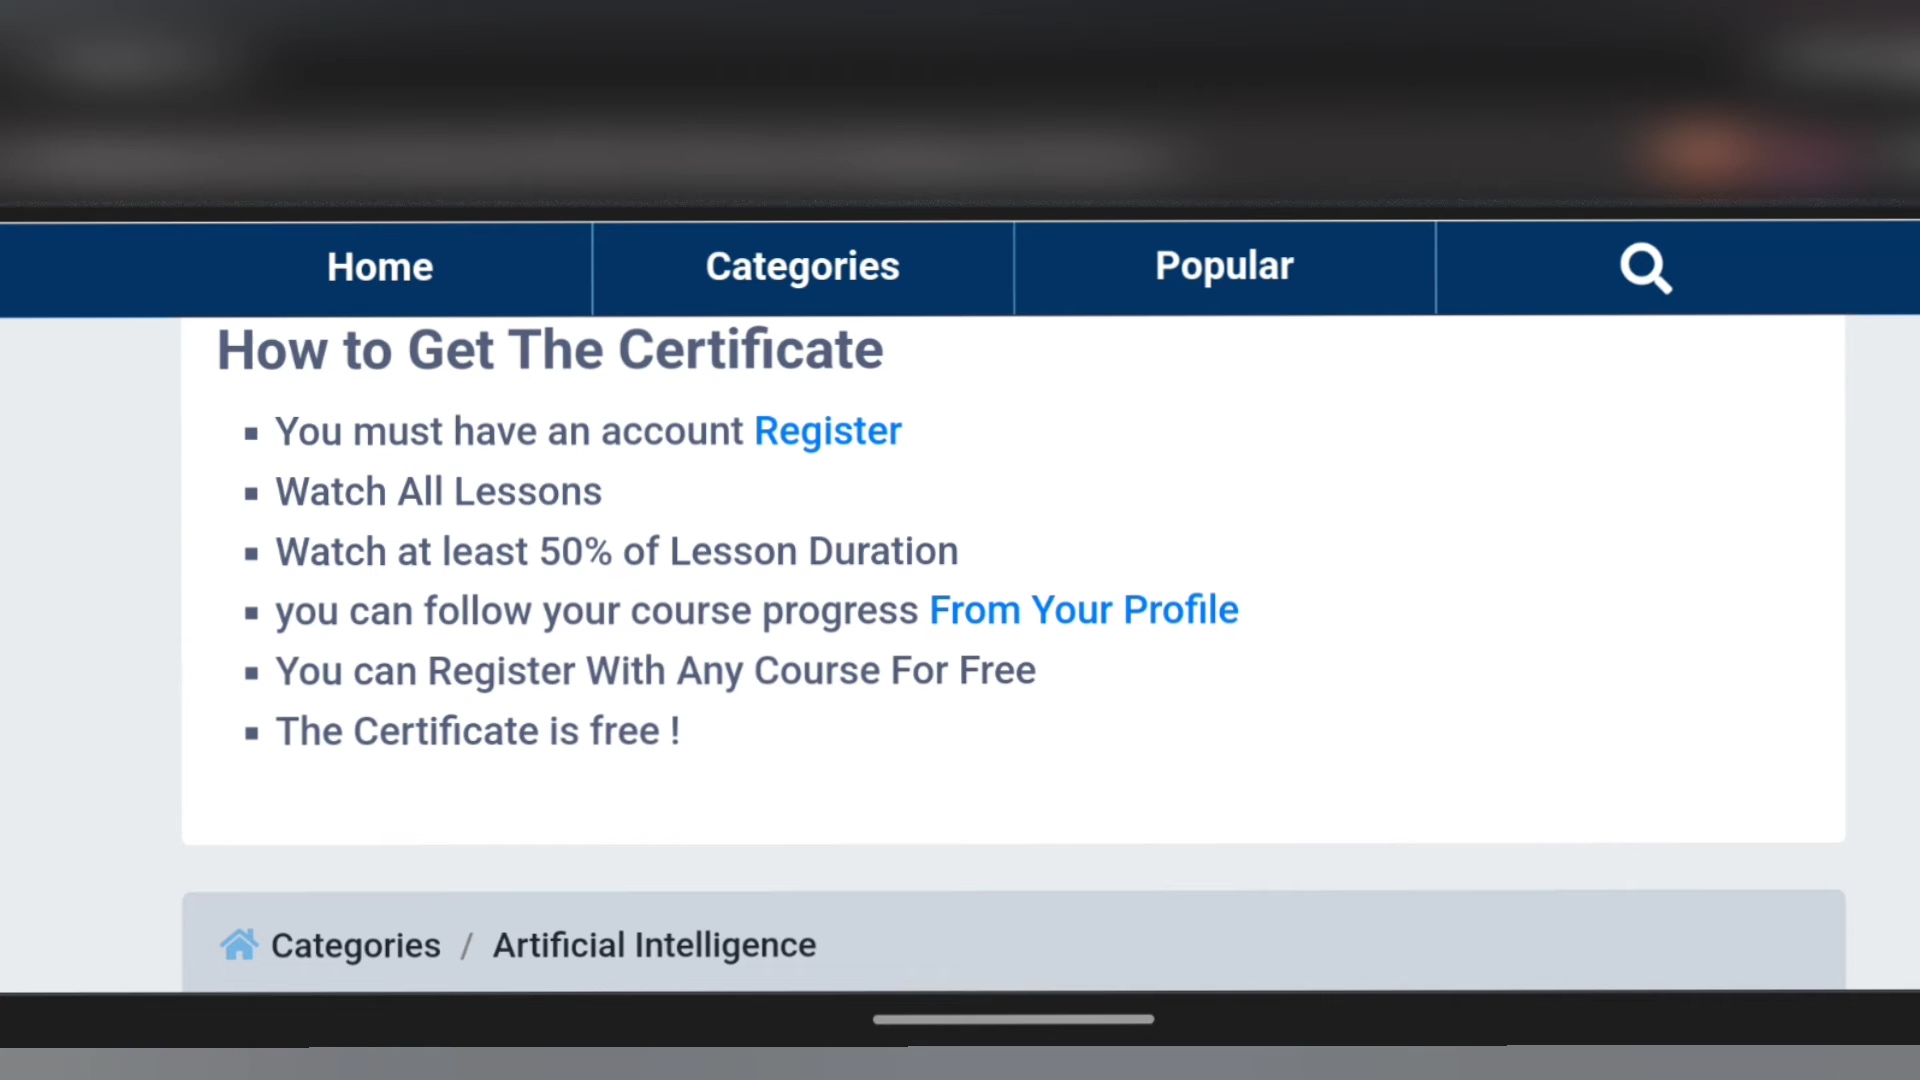 Home Categories Popular
How to Get The Certificate
You must have an account Register
Watch All Lessons
Watch at least 50% of Lesson Duration
you can follow your course progress From Your Profile
You can Register With Any Course For Free
The Certificate is free !
Categories / Artificial Intelligence